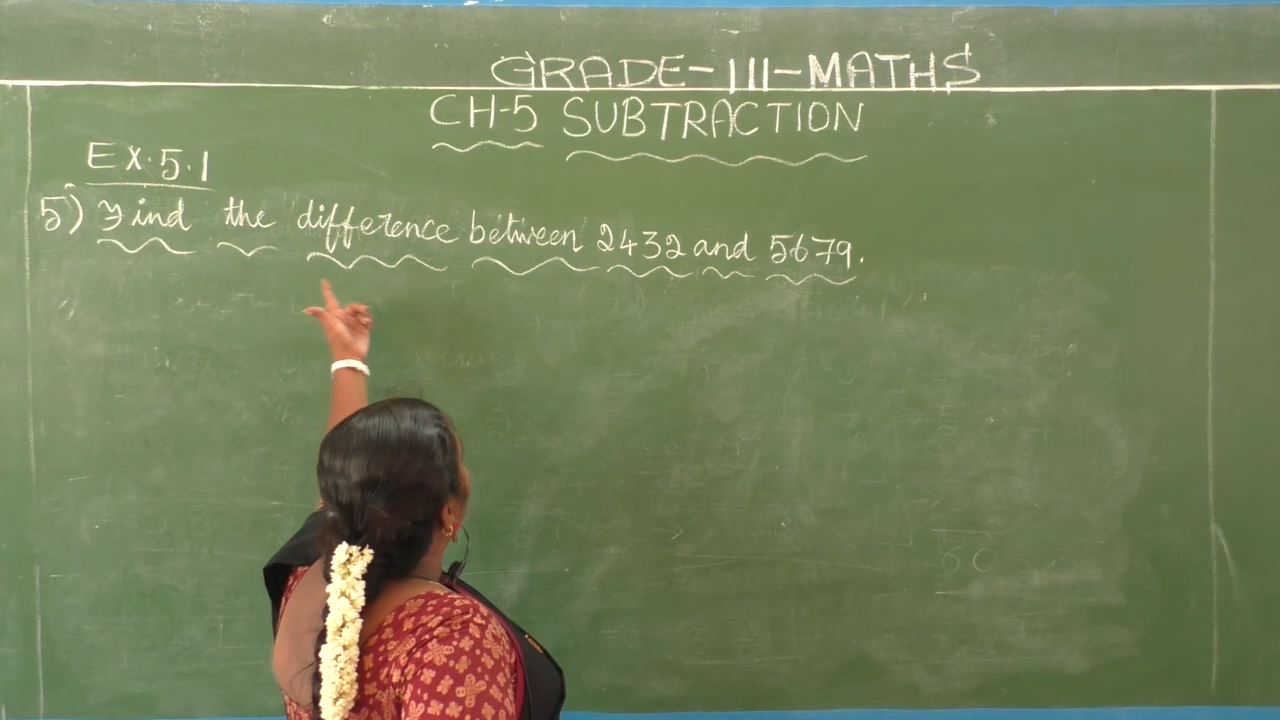 GRADE-III-MATHS
CH-5 SUBTRACTION
EX.5.1
5) Find the difference between 2432 and 5679.